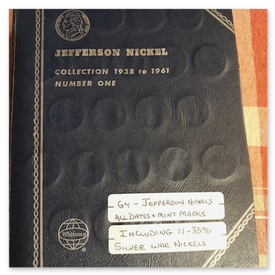 JEFFERSON NICKEL
COLLECTION 1938 to 1961
NUMBER ONE
64 - JEFFERSON NICKELS
ALL DATES & MINT MARKS
INCLUDING 11-35%
SILVER WAR NICKELS
Whitman